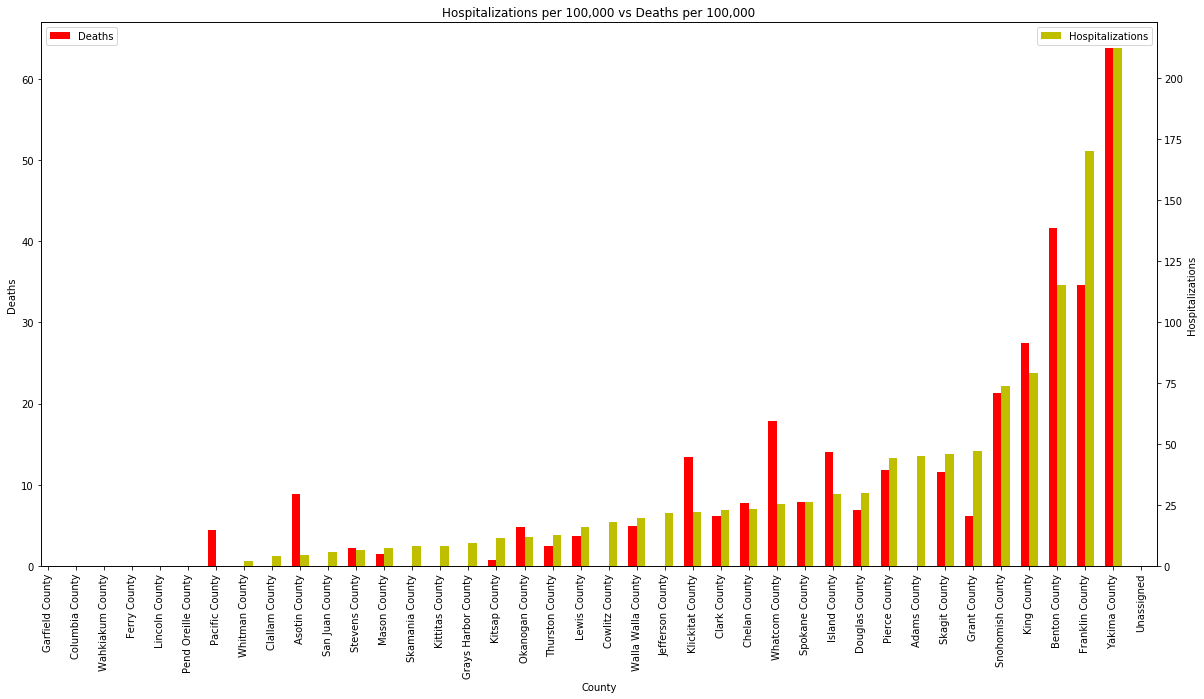 Hospitalizations per 100,000 vs Deaths per 100,000
Deaths
Hospitalizations
60
50
40
30
20
10
0
Deaths
200
175
150
125
100
75
50
25
0
Hospitalizations
Garfield County
Columbia County
Wahkiakum County
Ferry County
Lincoln County
Pend Oreille County
Pacific County
Whitman County
Clallam County
Asotin County
San Juan County
Stevens County
Mason County
Skamania County
Kittitas County
Grays Harbor County
Kitsap County
Okanogan County
Thurston County
Lewis County
Cowlitz County
Walla Walla County
Jefferson County
Klickitat County
Clark County
Chelan County
Whatcom County
Spokane County
Island County
Douglas County
Pierce County
Adams County
Skagit County
Grant County
Snohomish County
King County
Benton County
Franklin County
Yakima County
Unassigned
County